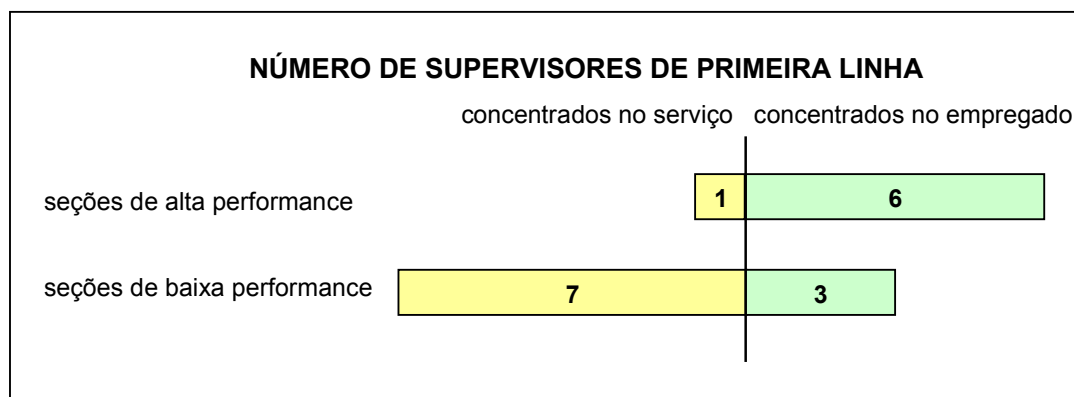 NÚMERO DE SUPERVISORES DE PRIMEIRA LINHA
concentrados no serviço concentrados no empregado
seções de alta performance 1 6
seções de baixa performance 7 3